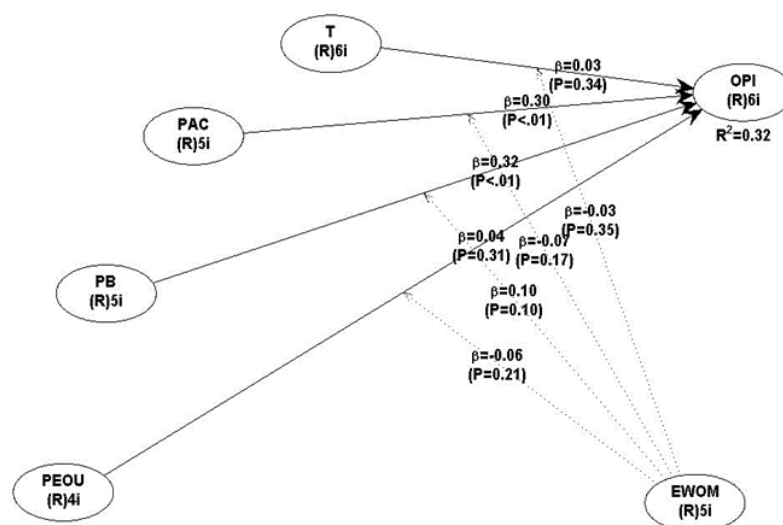 T
(R)6i
β=0.03
(P=0.34)
OPI
(R)6i
R²=0.32
PAC
(R)5i
β=0.30
(P<.01)
β=0.32
(P<.01)
β=-0.03
(P=0.35)
β=0.04
(P=0.31)
β=-0.07
(P=0.17)
PB
(R)5i
β=0.10
(P=0.10)
β=-0.06
(P=0.21)
PEOU
(R)4i
EWOM
(R)5i